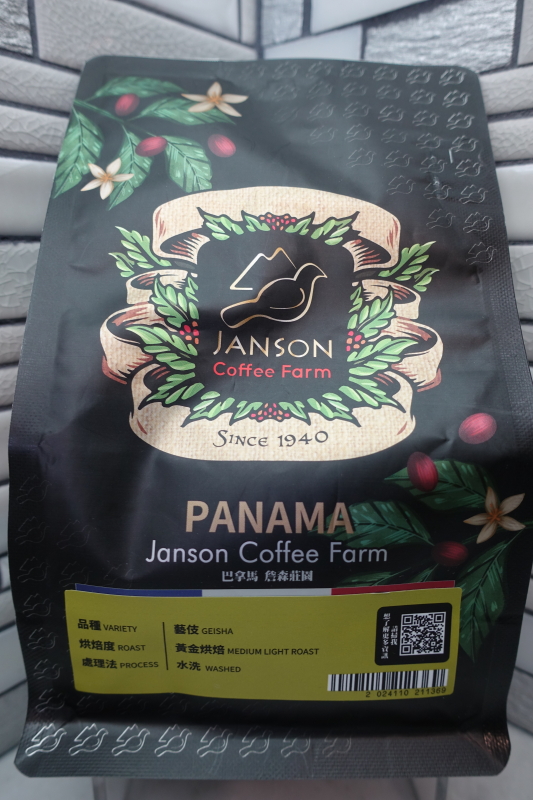 JANSON
Coffee Farm
SINCE 1940
PANAMA
Janson Coffee Farm
巴拿馬 詹森莊園
品種 VARIETY 藝伎 GEISHA
烘焙度 ROAST 黃金烘焙 MEDIUM LIGHT ROAST
處理法 PROCESS 水洗 WASHED
2 024110 211369